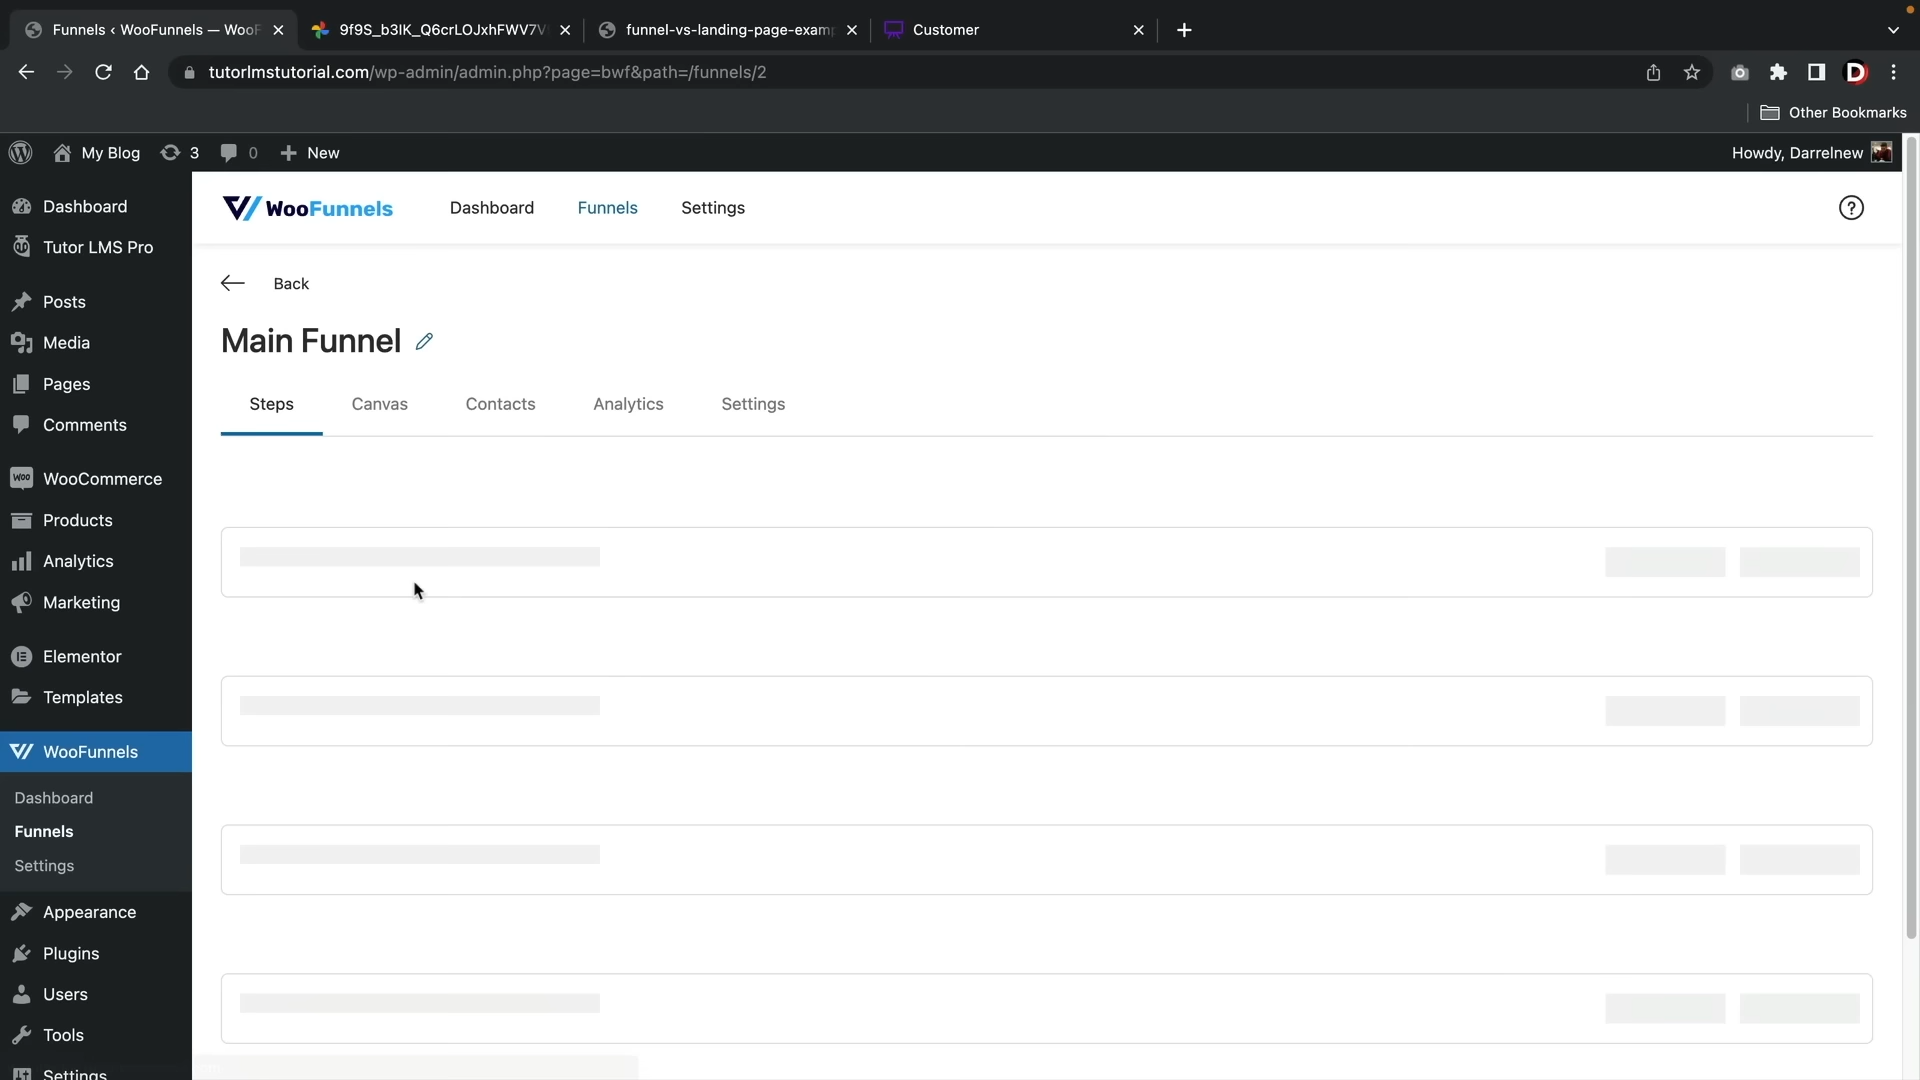 Funnels ‹ WooFunnels — WooF
9f9S_b3IK_Q6crLOJxhFWV7V
funnel-vs-landing-page-exam
Customer
tutorlmstutorial.com/wp-admin/admin.php?page=bwf&path=/funnels/2
Other Bookmarks
My Blog
3
0
New
Howdy, Darrelnew
Dashboard
Tutor LMS Pro
Posts
Media
Pages
Comments
WooCommerce
Products
Analytics
Marketing
Elementor
Templates
WooFunnels
Dashboard
Funnels
Settings
Appearance
Plugins
Users
Tools
Settings
WooFunnels
Dashboard
Funnels
Settings
Back
Main Funnel
Steps
Canvas
Contacts
Analytics
Settings